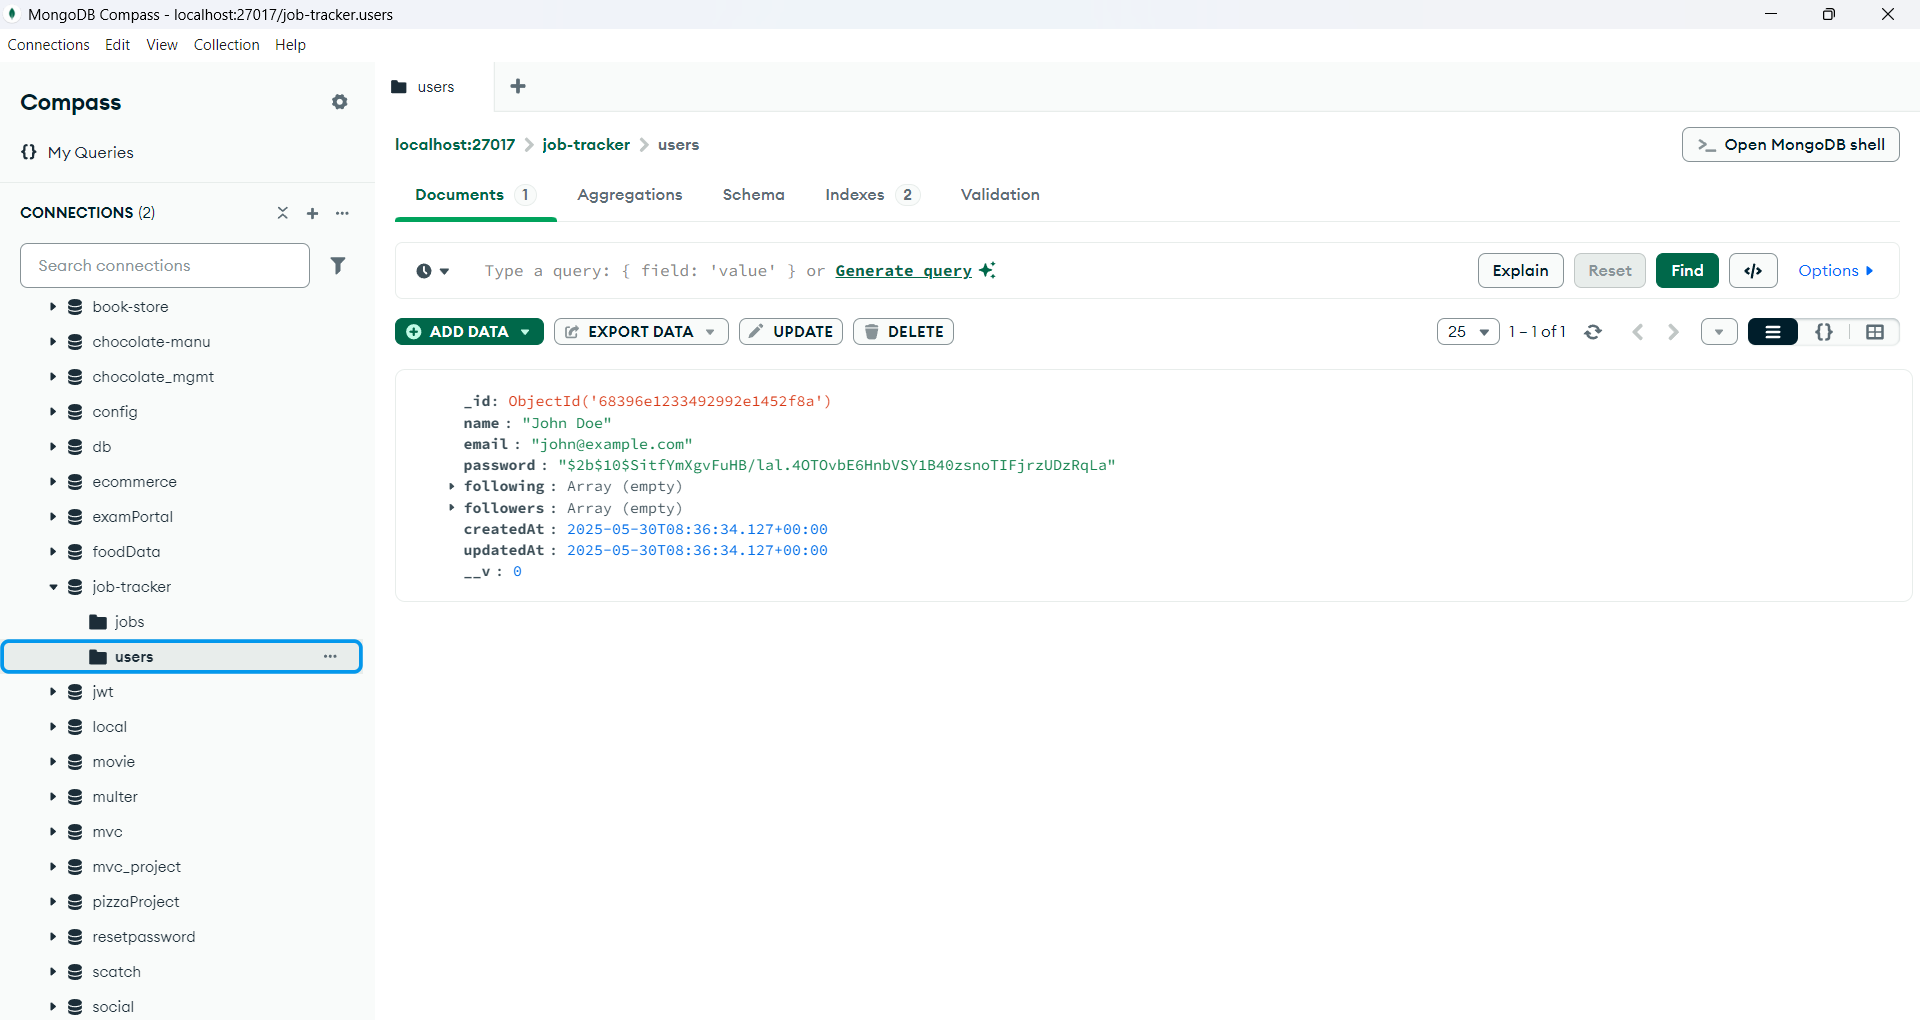 MongoDB Compass - localhost:27017/job-tracker.users
Connections Edit View Collection Help
Compass
{} My Queries
CONNECTIONS (2)
Search connections
book-store
chocolate-manu
chocolate_mgmt
config
db
ecommerce
examPortal
foodData
job-tracker
jobs
users
jwt
local
movie
multer
mvc
mvc_project
pizzaProject
resetpassword
scatch
social
users
localhost:27017 > job-tracker > users
>_ Open MongoDB shell
Documents 1 Aggregations Schema Indexes 2 Validation
Type a query: { field: 'value' } or Generate query
Explain Reset Find </> Options
ADD DATA EXPORT DATA UPDATE DELETE
25 1 – 1 of 1 {}
_id: ObjectId('68396e1233492992e1452f8a')
name : "John Doe"
email : "john@example.com"
password : "$2b$10$SitfYmXgvFuHB/lal.4OTOvbE6HnbVSY1B40zsnoTIFjrzUDzRqLa"
following : Array (empty)
followers : Array (empty)
createdAt : 2025-05-30T08:36:34.127+00:00
updatedAt : 2025-05-30T08:36:34.127+00:00
__v : 0